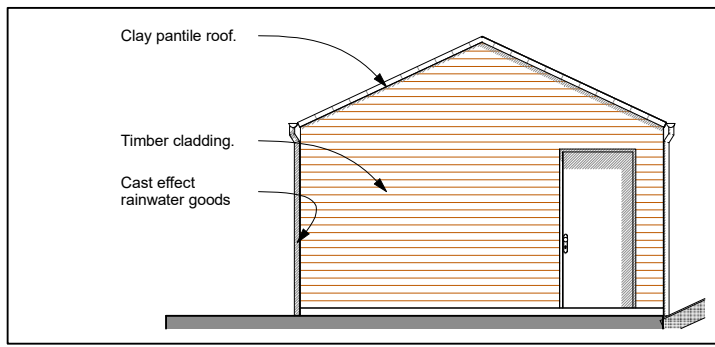 Clay pantile roof.
Timber cladding.
Cast effect
rainwater goods